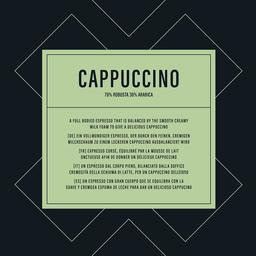 CAPPUCCINO
70% ROBUSTA 30% ARABICA
A FULL BODIED ESPRESSO THAT IS BALANCED BY THE SMOOTH CREAMY
MILK FOAM TO GIVE A DELICIOUS CAPPUCCINO
[DE] EIN VOLLMUNDIGER ESPRESSO, DER DURCH DEN FEINEN, CREMIGEN
MILCHSCHAUM ZU EINEM LECKEREN CAPPUCCINO AUSBALANCIERT WIRD
[FR] ESPRESSO CORSÉ, ÉQUILIBRÉ PAR LA MOUSSE DE LAIT
ONCTUEUSE AFIN DE DONNER UN DÉLICIEUX CAPPUCCINO
[IT] UN ESPRESSO DAL CORPO PIENO, BILANCIATO DALLA SOFFICE
CREMOSITÀ DELLA SCHIUMA DI LATTE, PER UN CAPPUCCINO DELIZIOSO
[ES] UN ESPRESSO CON GRAN CUERPO QUE SE EQUILIBRA CON LA
SUAVE Y CREMOSA ESPUMA DE LECHE PARA DAR UN DELICIOSO CAPPUCCINO